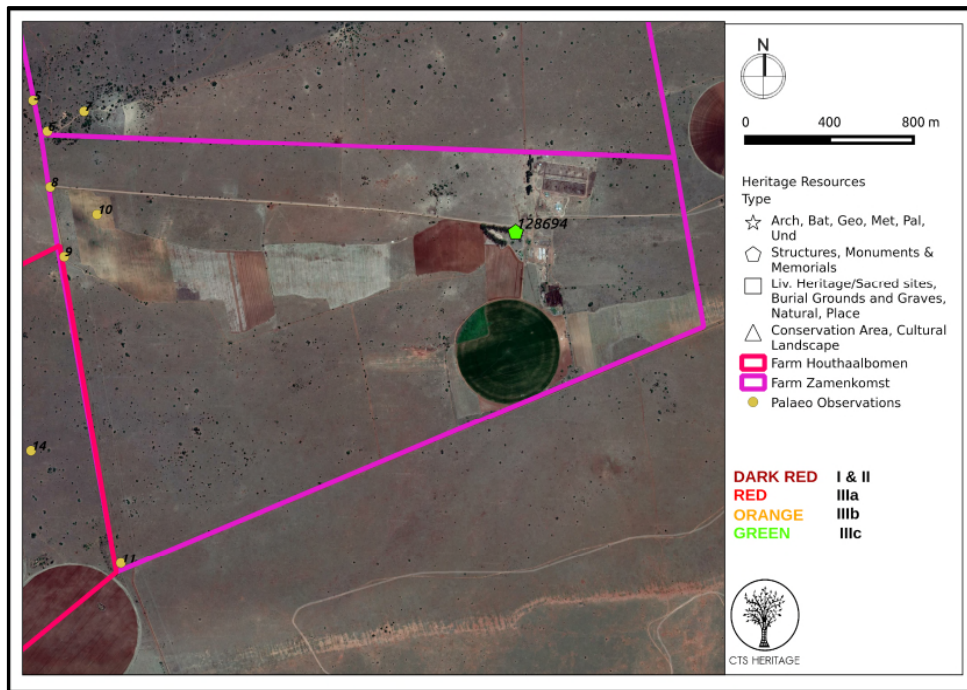 5
7
6
8
10
128694
9
14
11
N
0 400 800 m
Heritage Resources
Type
Arch, Bat, Geo, Met, Pal,
Und
Structures, Monuments &
Memorials
Liv. Heritage/Sacred sites,
Burial Grounds and Graves,
Natural, Place
Conservation Area, Cultural
Landscape
Farm Houthaalbomen
Farm Zamenkomst
Palaeo Observations
DARK RED I & II
RED IIIa
ORANGE IIIb
GREEN IIIc
CTS HERITAGE